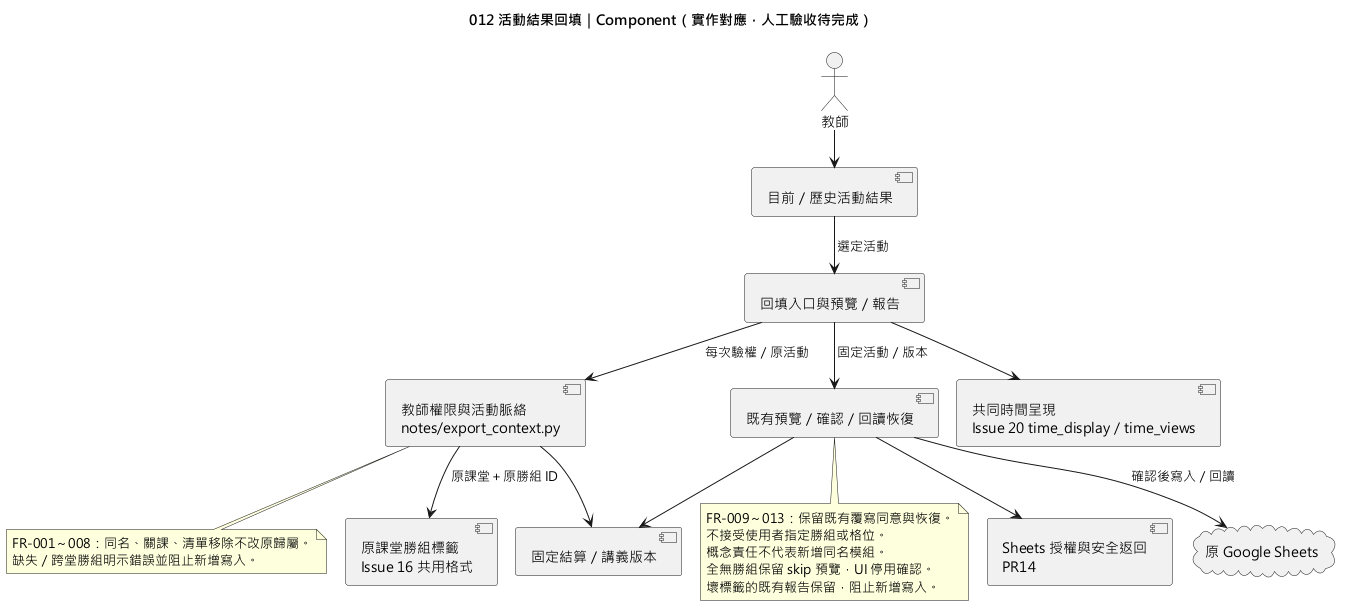 012 活動結果回填｜Component（實作對應，人工驗收待完成）
教師
目前 / 歷史活動結果
選定活動
回填入口與預覽 / 報告
每次驗權 / 原活動
固定活動 / 版本
教師權限與活動脈絡
notes/export_context.py
既有預覽 / 確認 / 回讀恢復
共同時間呈現
Issue 20 time_display / time_views
原課堂＋原勝組 ID
確認後寫入 / 回讀
FR-001～008：同名、關課、清單移除不改原歸屬。
缺失 / 跨堂勝組明示錯誤並阻止新增寫入。
原課堂勝組標籤
Issue 16 共用格式
固定結算 / 講義版本
FR-009～013：保留既有覆寫同意與恢復。
不接受使用者指定勝組或格位。
概念責任不代表新增同名模組。
全無勝組保留 skip 預覽，UI 停用確認。
壞標籤的既有報告保留，阻止新增寫入。
Sheets 授權與安全返回
PR14
原 Google Sheets